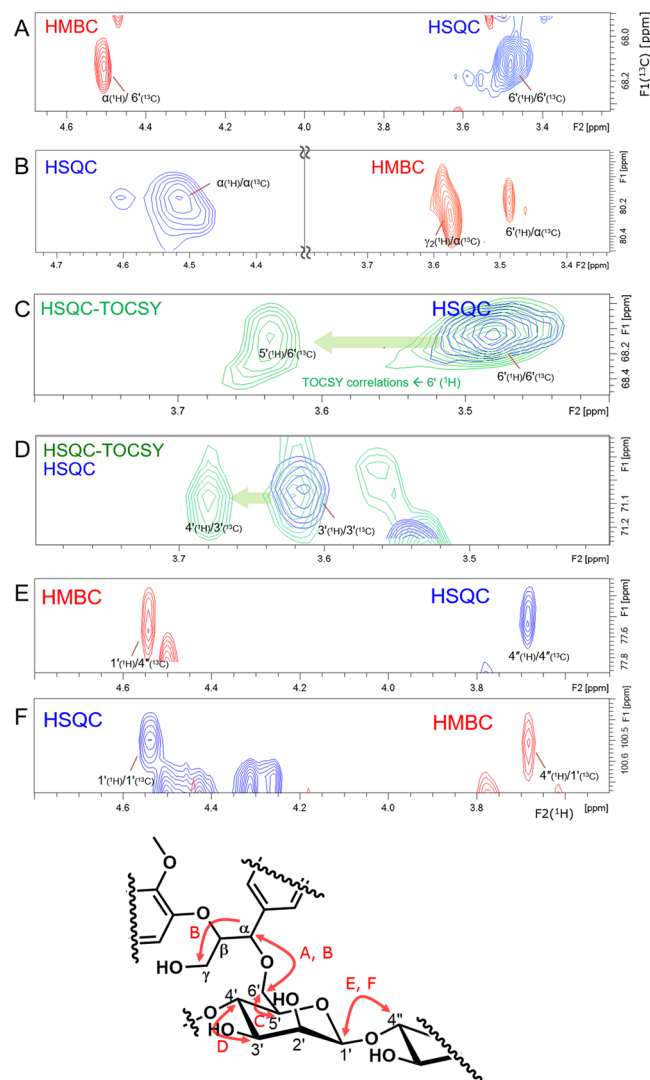 A HMBC HSQC
α(¹H)/ 6'(¹³C) 6'(¹H)/6'(¹³C)
68.0
68.2
F1(¹³C) [ppm]
4.6 4.4 4.2 4.0 3.8 3.6 3.4 F2 [ppm]
B HSQC HMBC
α(¹H)/α(¹³C)
γ₂(¹H)/α(¹³C) 6'(¹H)/α(¹³C)
F1 [ppm]
80.2
80.4
4.7 4.6 4.5 4.4 3.7 3.6 3.5 3.4 F2 [ppm]
C HSQC-TOCSY HSQC
5'(¹H)/6'(¹³C)
6'(¹H)/6'(¹³C)
TOCSY correlations ← 6' (¹H)
F1 [ppm]
68.2
68.4
3.7 3.6 3.5 F2 [ppm]
D HSQC-TOCSY
HSQC
4'(¹H)/3'(¹³C) 3'(¹H)/3'(¹³C)
F1 [ppm]
71.1
71.2
3.7 3.6 3.5 F2 [ppm]
E HMBC HSQC
1'(¹H)/4″(¹³C) 4″(¹H)/4″(¹³C)
F1 [ppm]
77.6
77.8
4.6 4.4 4.2 4.0 3.8 F2 [ppm]
F HSQC HMBC
1'(¹H)/1'(¹³C) 4″(¹H)/1'(¹³C)
F1 [ppm]
100.5
100.6
4.6 4.4 4.2 4.0 3.8 [ppm]
F2(¹H)
O B α
β
HO γ O A, B
6' HO E, F
4' O
O C 5' 4″
HO O
D 3' 2' 1' O
HO